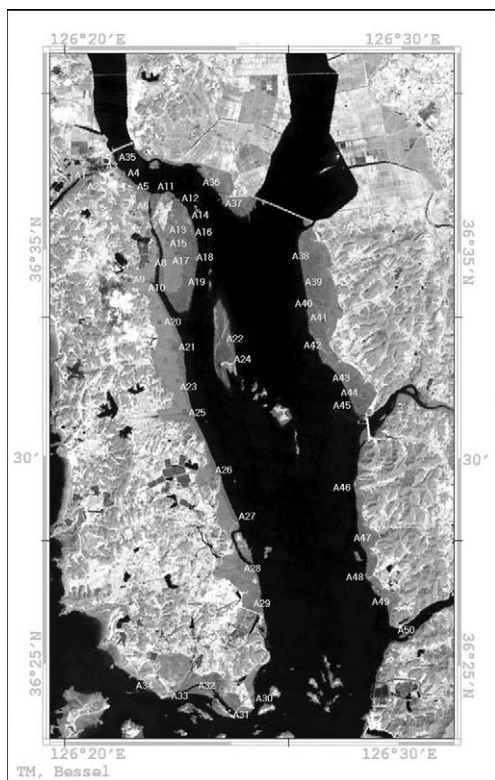 126°20'E 126°30'E
A35
A3
A1 A4
A2 A5 A11 A36
A6 A12 A37
A14
A13 A16
36°35'N A15 36°35'N
A8 A17 A18 A38
A9 A10 A19 A39
A40
A20 A41
A22
A21 A42
A24
A23 A43
A44
A25 A45
30' 30'
A26
A46
A27
A47
A28 A48
A29 A49
A50
36°25'N 36°25'N
A34 A32
A33 A30
A31
126°20'E 126°30'E
TM, Bessel